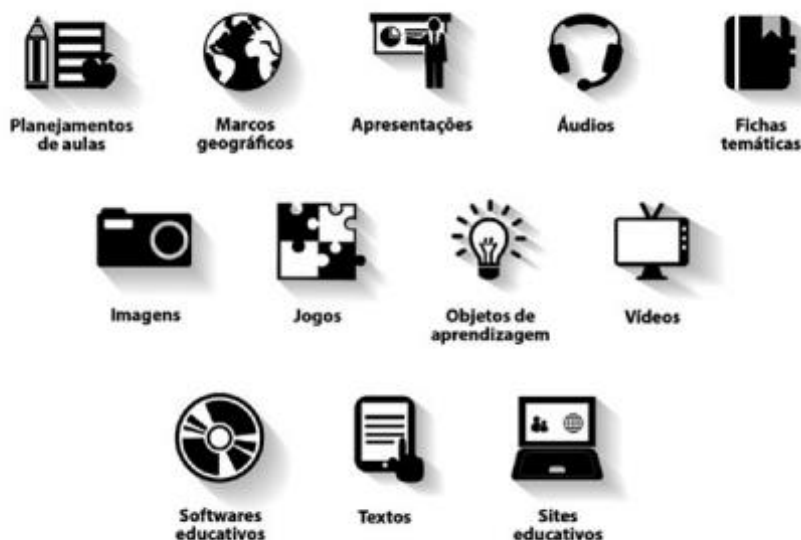 Planejamentos
de aulas
Marcos
geográficos
Apresentações
Áudios
Fichas
temáticas
Imagens
Jogos
Objetos de
aprendizagem
Vídeos
Softwares
educativos
Textos
Sites
educativos